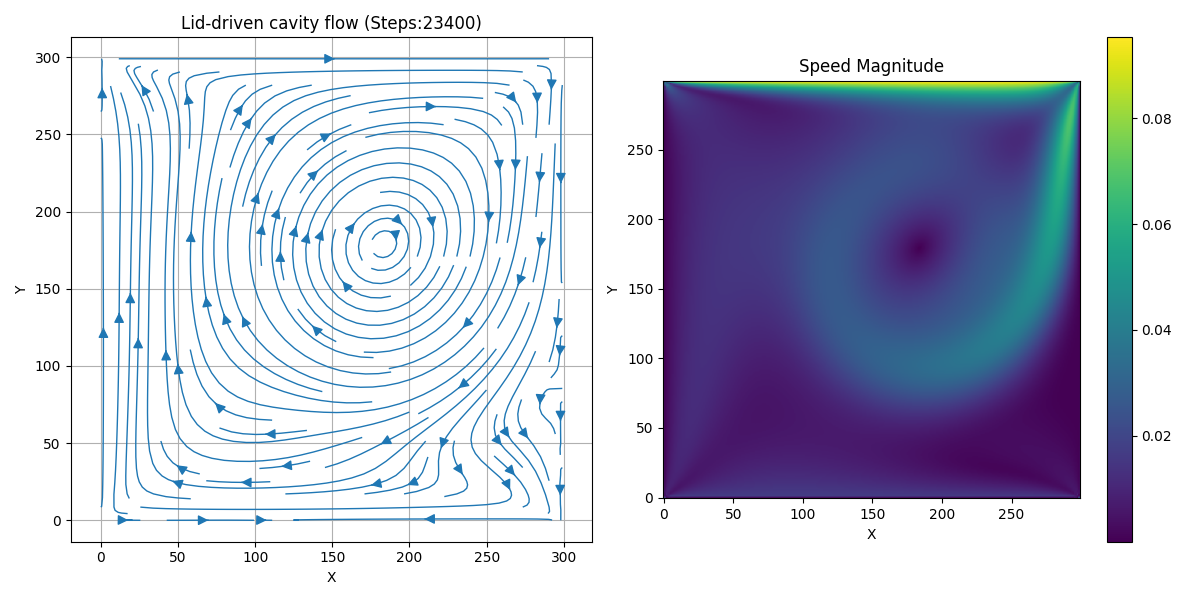 Lid-driven cavity flow (Steps:23400)
300
250
200
150
100
50
0
Y
0 50 100 150 200 250 300
X
Speed Magnitude
250
200
150
100
50
0
Y
0 50 100 150 200 250
X
0.08
0.06
0.04
0.02